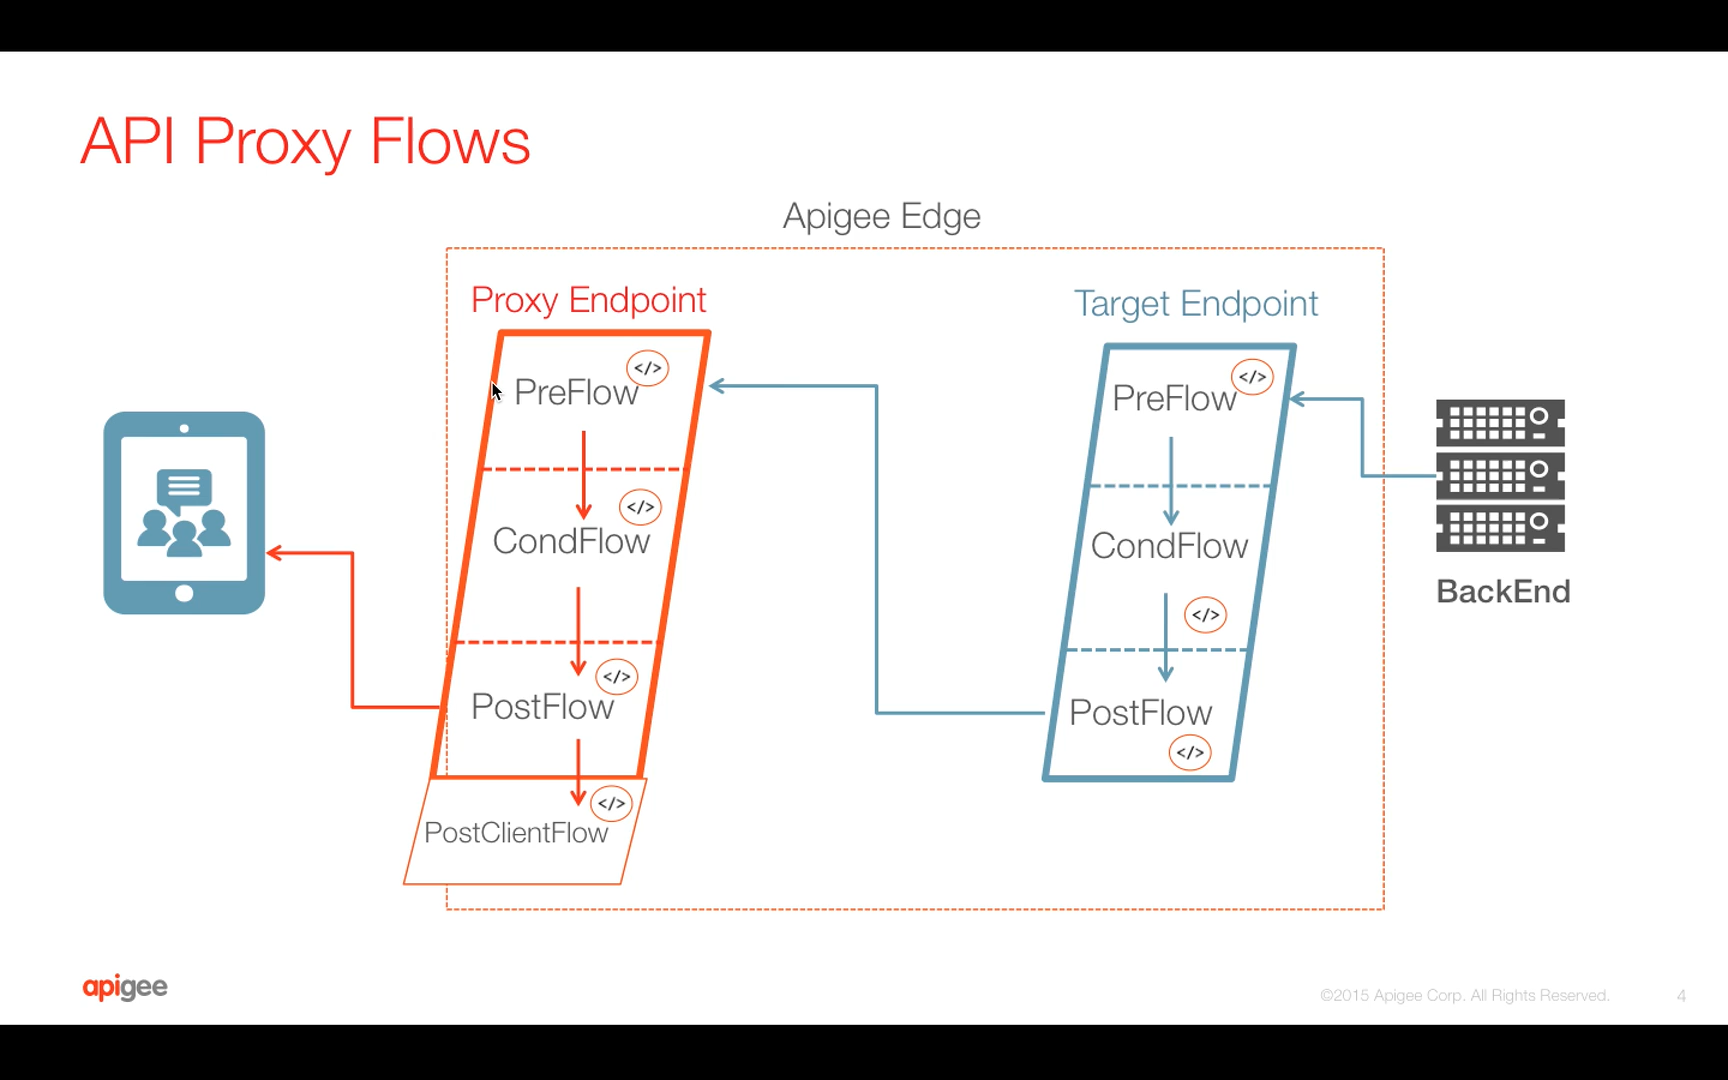 API Proxy Flows
Apigee Edge
Proxy Endpoint
Target Endpoint
PreFlow
</>
CondFlow
</>
PostFlow
</>
PostClientFlow
</>
PreFlow
</>
CondFlow
</>
PostFlow
</>
BackEnd
apigee
©2015 Apigee Corp. All Rights Reserved.
4